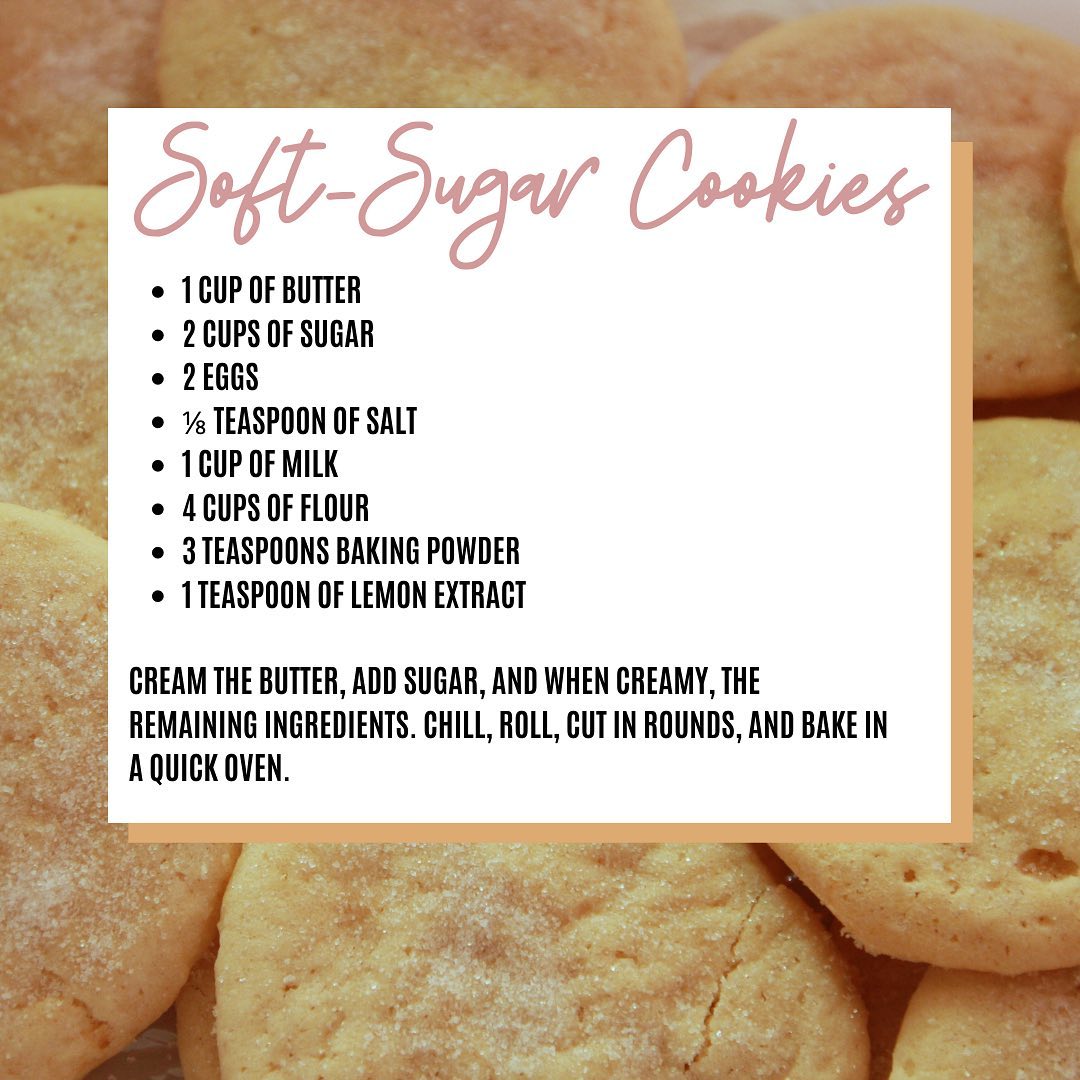 Soft-Sugar Cookies
• 1 CUP OF BUTTER
• 2 CUPS OF SUGAR
• 2 EGGS
• ⅛ TEASPOON OF SALT
• 1 CUP OF MILK
• 4 CUPS OF FLOUR
• 3 TEASPOONS BAKING POWDER
• 1 TEASPOON OF LEMON EXTRACT
CREAM THE BUTTER, ADD SUGAR, AND WHEN CREAMY, THE
REMAINING INGREDIENTS. CHILL, ROLL, CUT IN ROUNDS, AND BAKE IN
A QUICK OVEN.